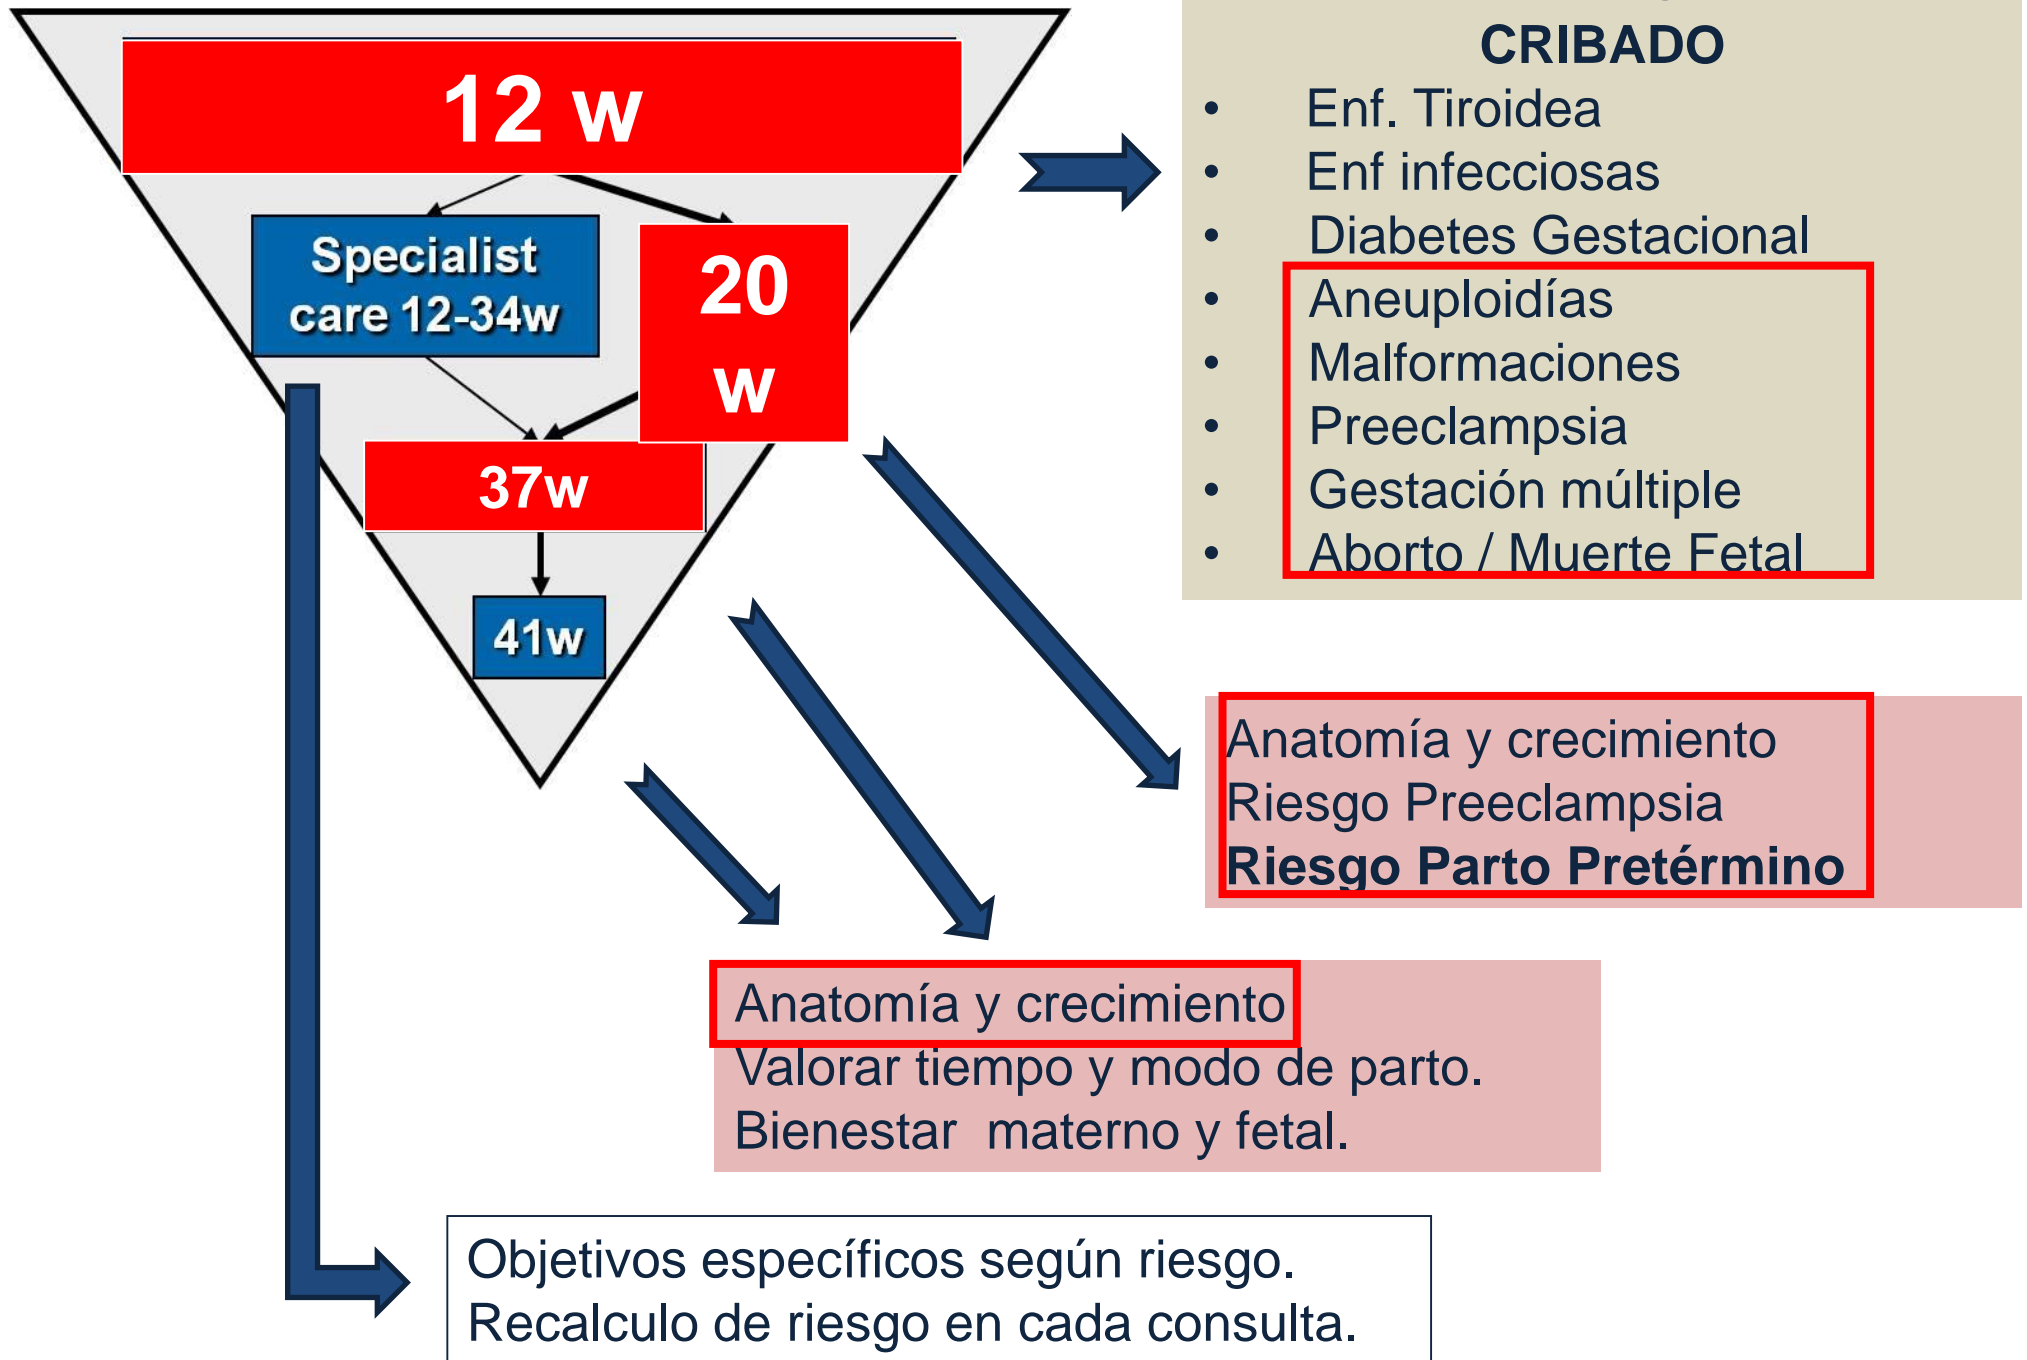 12 w
Specialist
care 12-34w
20
w
37w
41w
CRIBADO
• Enf. Tiroidea
• Enf infecciosas
• Diabetes Gestacional
• Aneuploidías
• Malformaciones
• Preeclampsia
• Gestación múltiple
• Aborto / Muerte Fetal
Anatomía y crecimiento
Riesgo Preeclampsia
Riesgo Parto Pretérmino
Anatomía y crecimiento
Valorar tiempo y modo de parto.
Bienestar materno y fetal.
Objetivos específicos según riesgo.
Recalculo de riesgo en cada consulta.